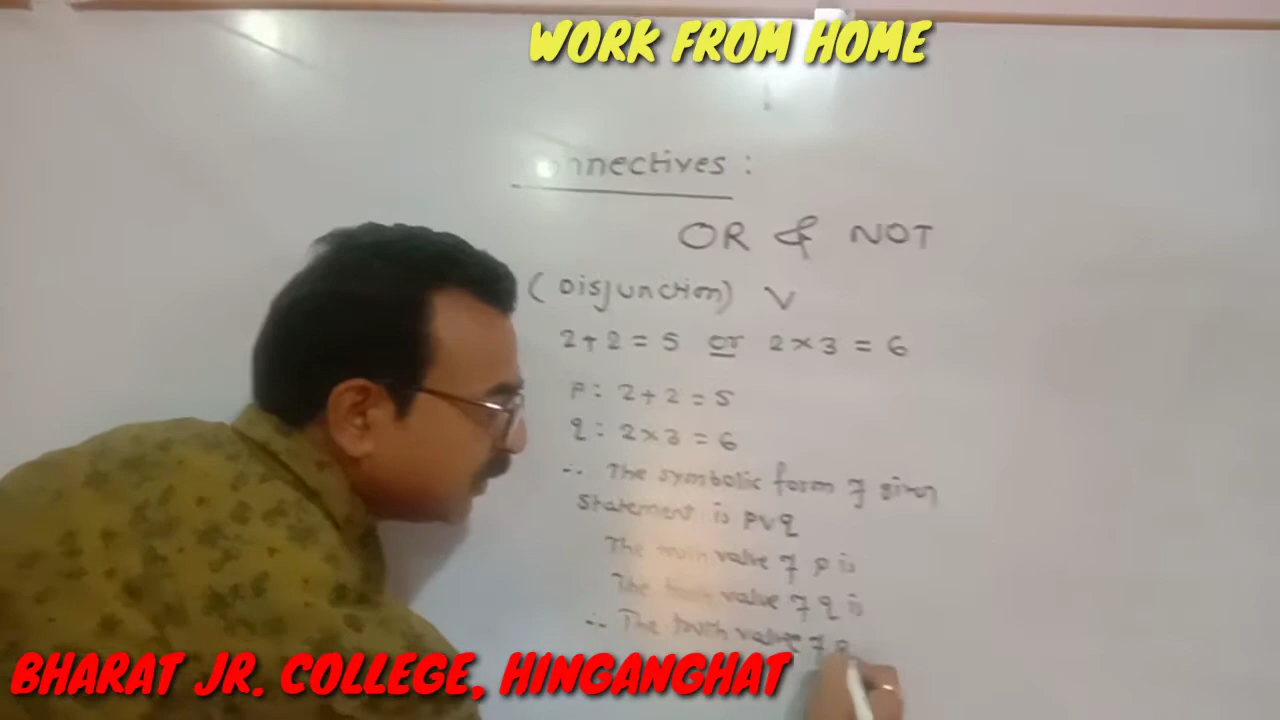 WORK FROM HOME
nnectives :
OR & NOT
(Disjunction) ∨
2+2=5 or 2×3=6
p: 2+2=5
q: 2×3=6
∴ The symbolic form of given
statement is p∨q
The truth value of p is
The truth value of q is
∴ The truth value of p
BHARAT JR. COLLEGE, HINGANGHAT